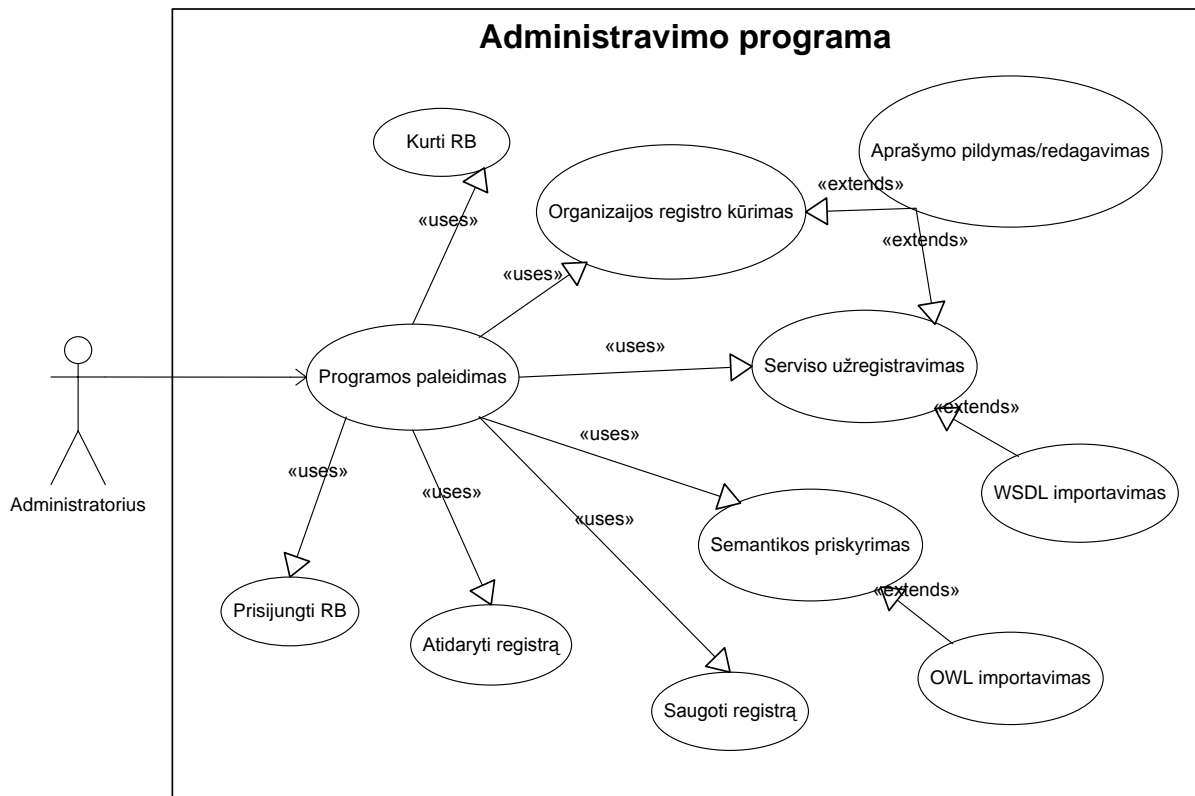 Administravimo programa
Kurti RB
Aprašymo pildymas/redagavimas
«extends»
Organizaijos registro kūrimas
«uses»
«extends»
«uses»
«uses»
Serviso užregistravimas
Programos paleidimas
«extends»
«uses»
«uses»
«uses»
WSDL importavimas
Administratorius
«uses»
Semantikos priskyrimas
«extends»
Prisijungti RB
Atidaryti registrą
OWL importavimas
Saugoti registrą